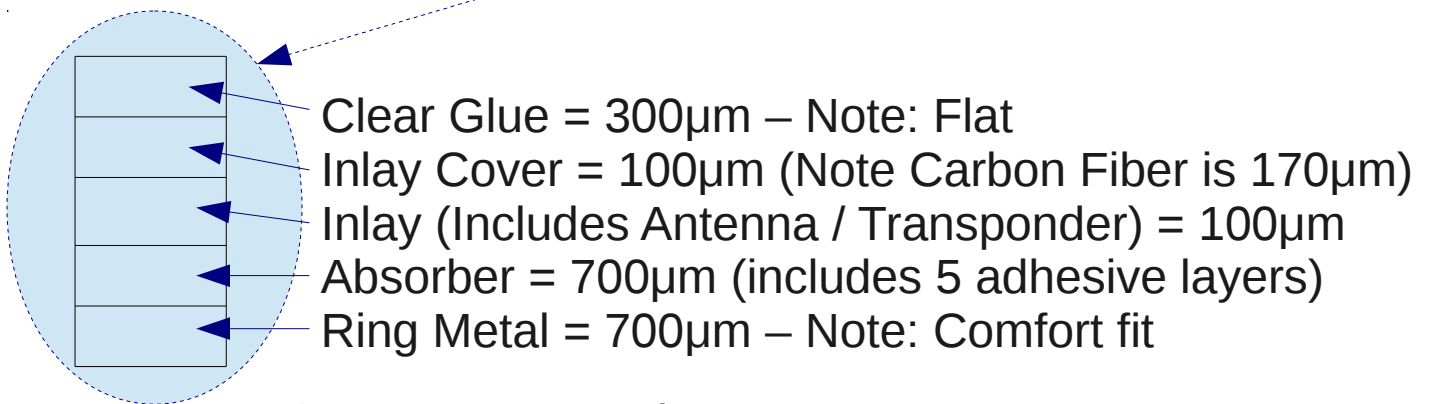 Clear Glue = 300µm – Note: Flat
Inlay Cover = 100µm (Note Carbon Fiber is 170µm)
Inlay (Includes Antenna / Transponder) = 100µm
Absorber = 700µm (includes 5 adhesive layers)
Ring Metal = 700µm – Note: Comfort fit